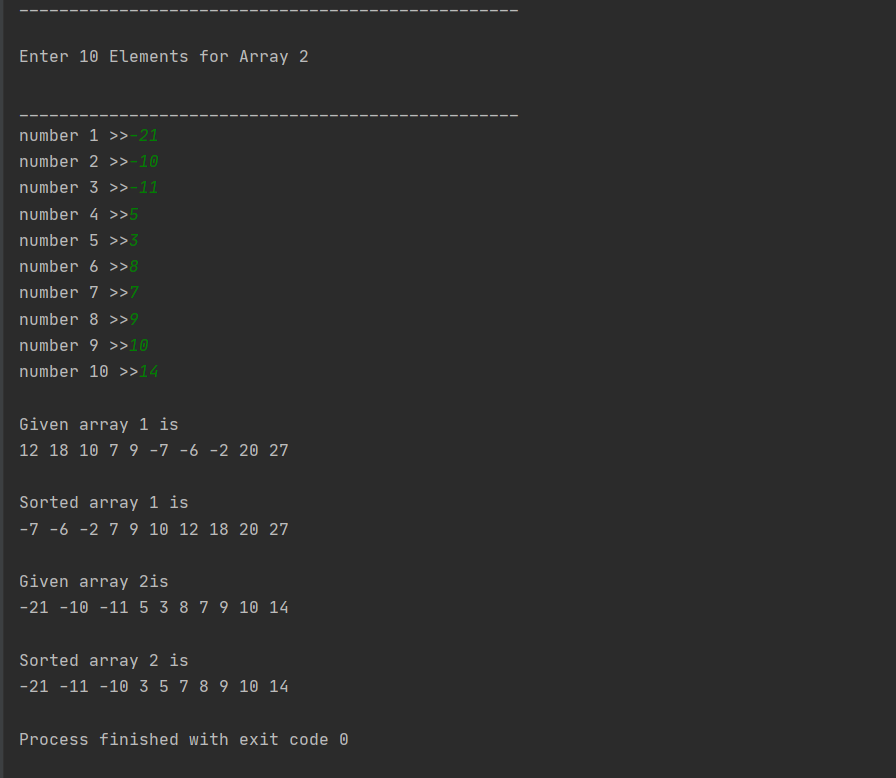 --------------------------------------------------
Enter 10 Elements for Array 2
--------------------------------------------------
number 1 >>-21
number 2 >>-10
number 3 >>-11
number 4 >>5
number 5 >>3
number 6 >>8
number 7 >>7
number 8 >>9
number 9 >>10
number 10 >>14
Given array 1 is
12 18 10 7 9 -7 -6 -2 20 27
Sorted array 1 is
-7 -6 -2 7 9 10 12 18 20 27
Given array 2is
-21 -10 -11 5 3 8 7 9 10 14
Sorted array 2 is
-21 -11 -10 3 5 7 8 9 10 14
Process finished with exit code 0